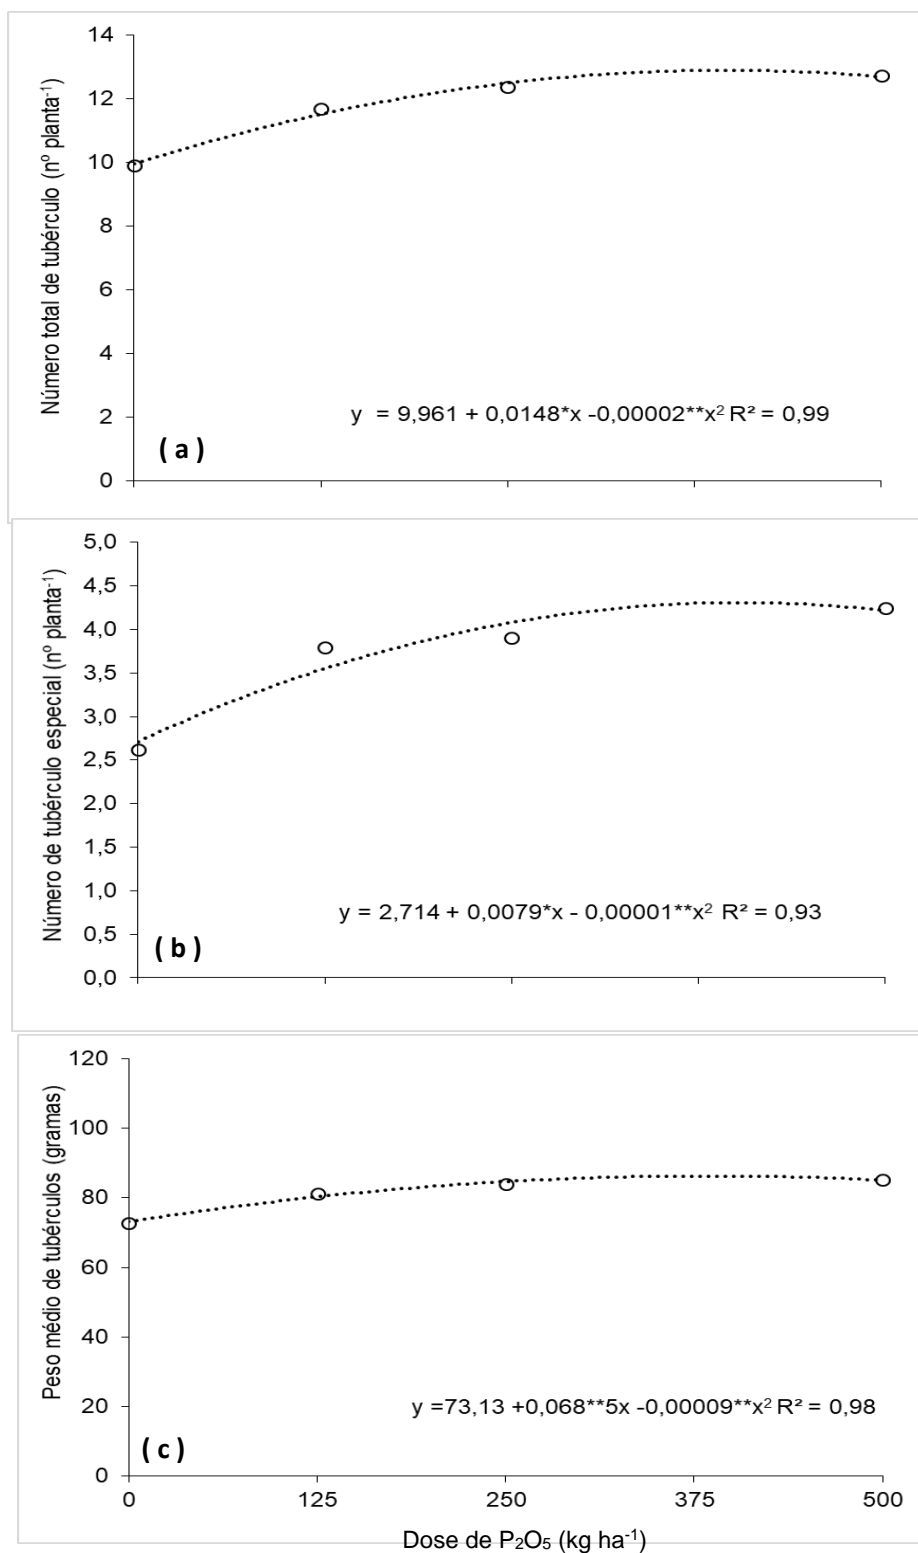 Número total de tubérculo (nº planta⁻¹)
14
12
10
8
6
4
2
0
y = 9,961 + 0,0148*x -0,00002**x² R² = 0,99
( a )
Número de tubérculo especial (nº planta⁻¹)
5,0
4,5
4,0
3,5
3,0
2,5
2,0
1,5
1,0
0,5
0,0
y = 2,714 + 0,0079*x - 0,00001**x² R² = 0,93
( b )
Peso médio de tubérculos (gramas)
120
100
80
60
40
20
0
y =73,13 +0,068**5x -0,00009**x² R² = 0,98
( c )
0 125 250 375 500
Dose de P₂O₅ (kg ha⁻¹)